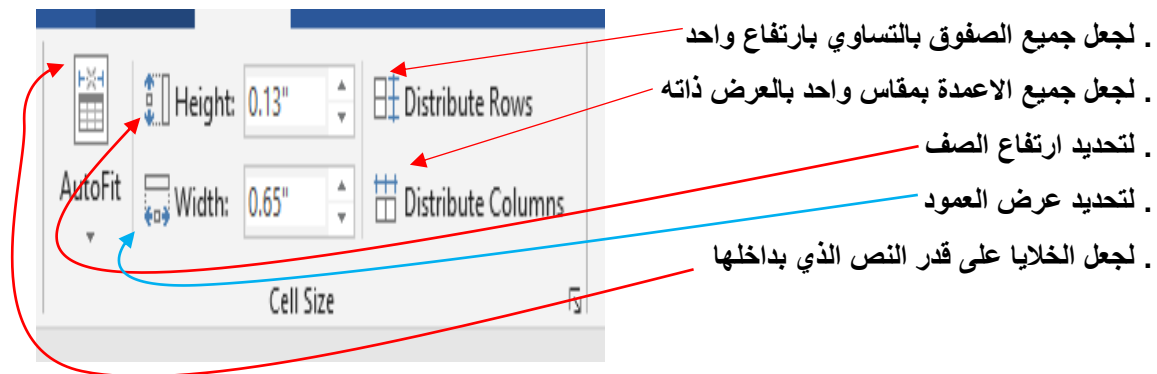 . لجعل جميع الصفوق بالتساوي بارتفاع واحد
. لجعل جميع الاعمدة بمقاس واحد بالعرض ذاته
. لتحديد ارتفاع الصف
. لتحديد عرض العمود
. لجعل الخلايا على قدر النص الذي بداخلها
AutoFit
Height: 0.13"
Width: 0.65"
Distribute Rows
Distribute Columns
Cell Size